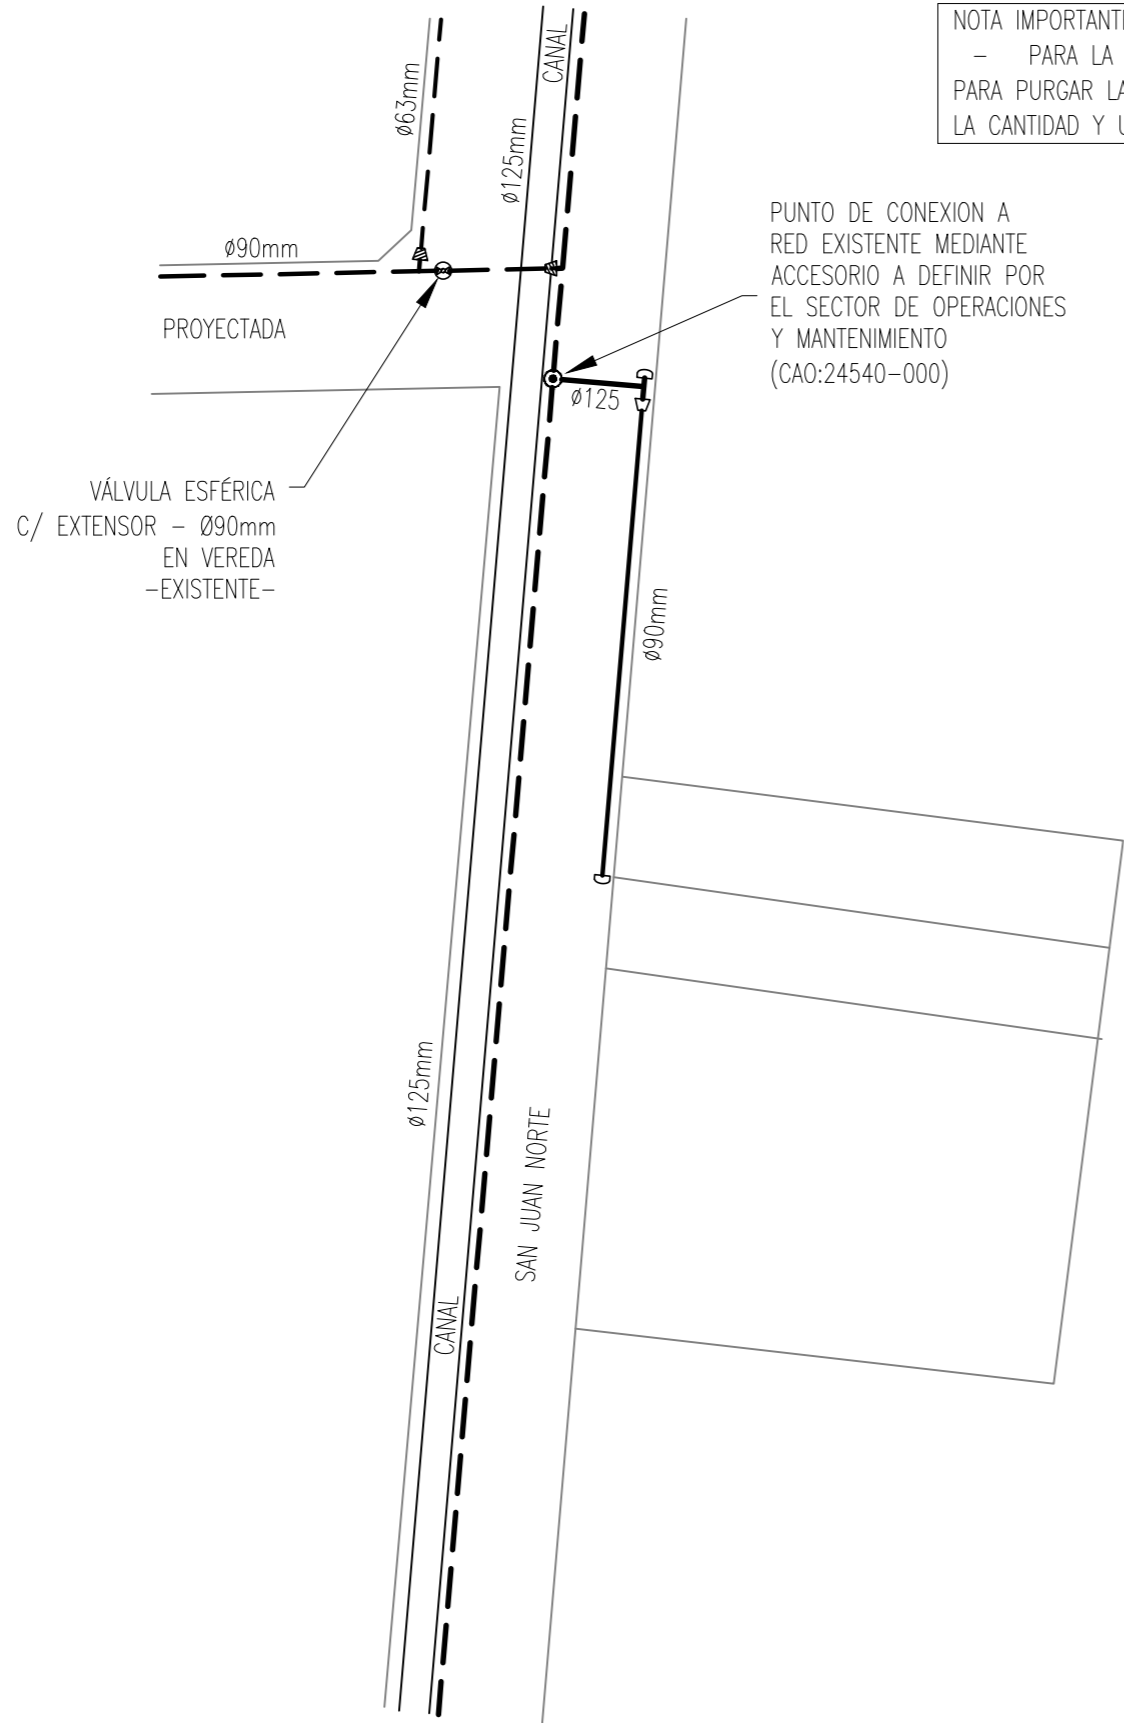 NOTA IMPORTANTE
- PARA LA
PARA PURGAR LA
LA CANTIDAD Y U
CANAL
ø63mm
ø125mm
PUNTO DE CONEXION A
RED EXISTENTE MEDIANTE
ACCESORIO A DEFINIR POR
EL SECTOR DE OPERACIONES
Y MANTENIMIENTO
(CAO:24540-000)
ø90mm
PROYECTADA
ø125
VÁLVULA ESFÉRICA
C/ EXTENSOR - Ø90mm
EN VEREDA
-EXISTENTE-
ø90mm
ø125mm
SAN JUAN NORTE
CANAL